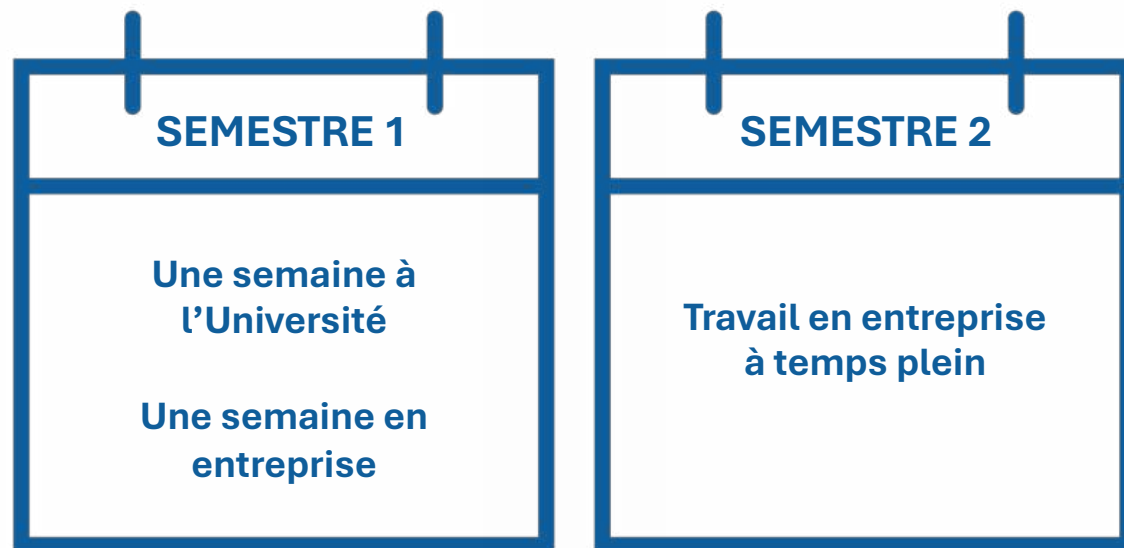 SEMESTRE 1
Une semaine à
l’Université
Une semaine en
entreprise
SEMESTRE 2
Travail en entreprise
à temps plein